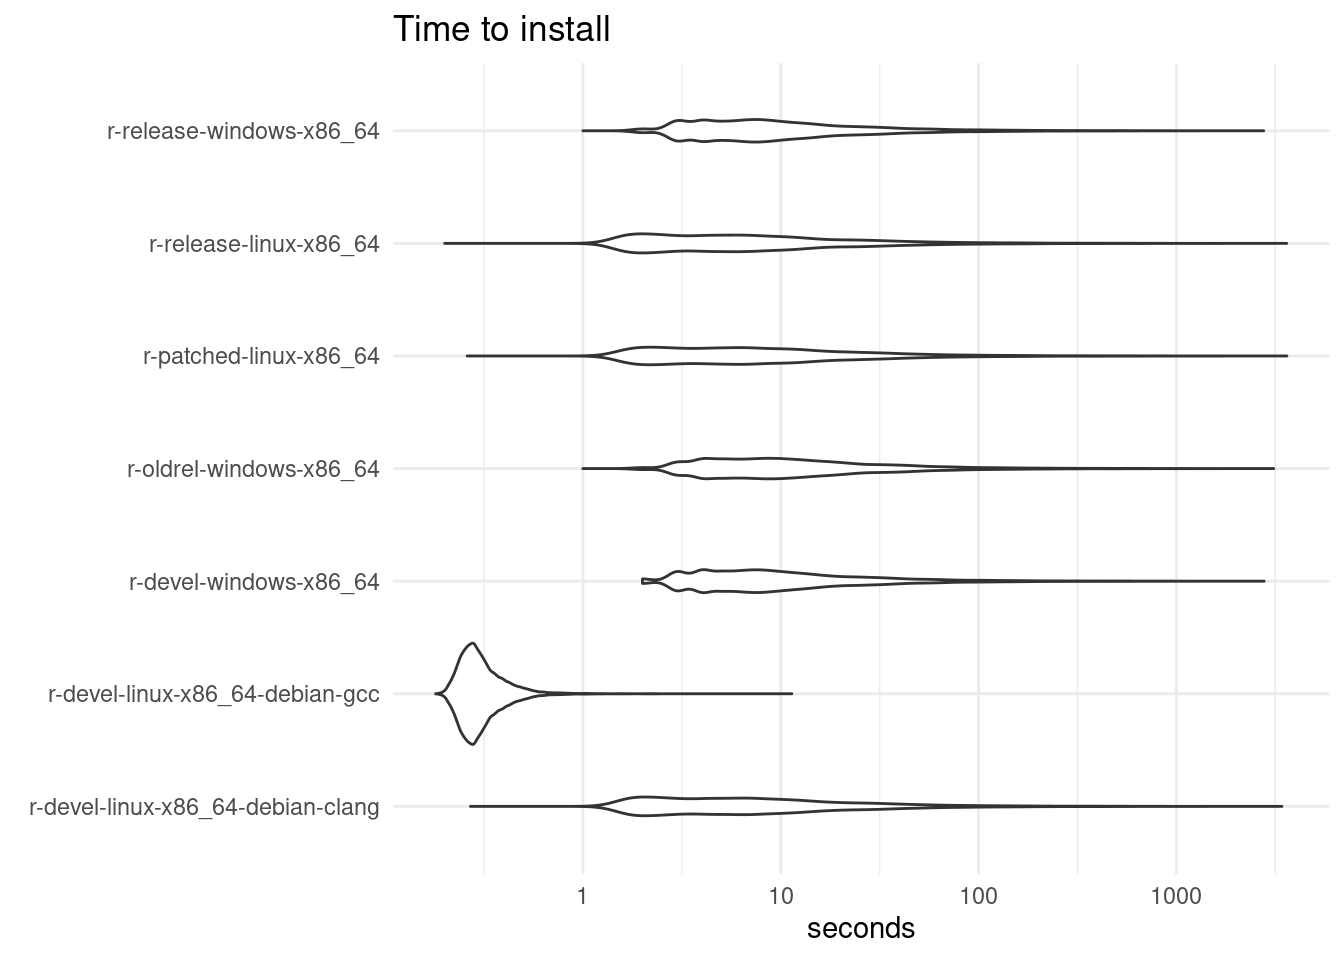 Time to install
r-release-windows-x86_64
r-release-linux-x86_64
r-patched-linux-x86_64
r-oldrel-windows-x86_64
r-devel-windows-x86_64
r-devel-linux-x86_64-debian-gcc
r-devel-linux-x86_64-debian-clang
1 10 100 1000
seconds